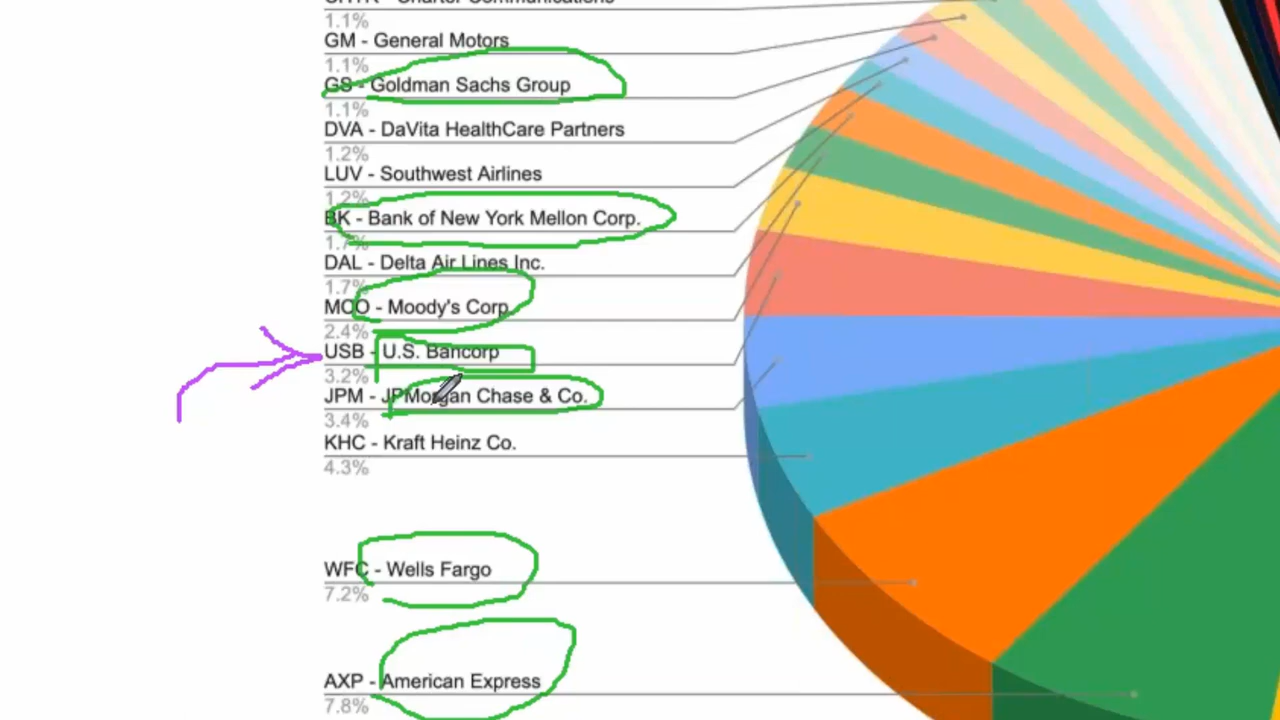 Charter Communications
1.1%
GM - General Motors
1.1%
GS - Goldman Sachs Group
1.1%
DVA - DaVita HealthCare Partners
1.2%
LUV - Southwest Airlines
1.2%
BK - Bank of New York Mellon Corp.
1.7%
DAL - Delta Air Lines Inc.
1.7%
MCO - Moody's Corp.
2.4%
USB - U.S. Bancorp
3.2%
JPM - JPMorgan Chase & Co.
3.4%
KHC - Kraft Heinz Co.
4.3%
WFC - Wells Fargo
7.2%
AXP - American Express
7.8%